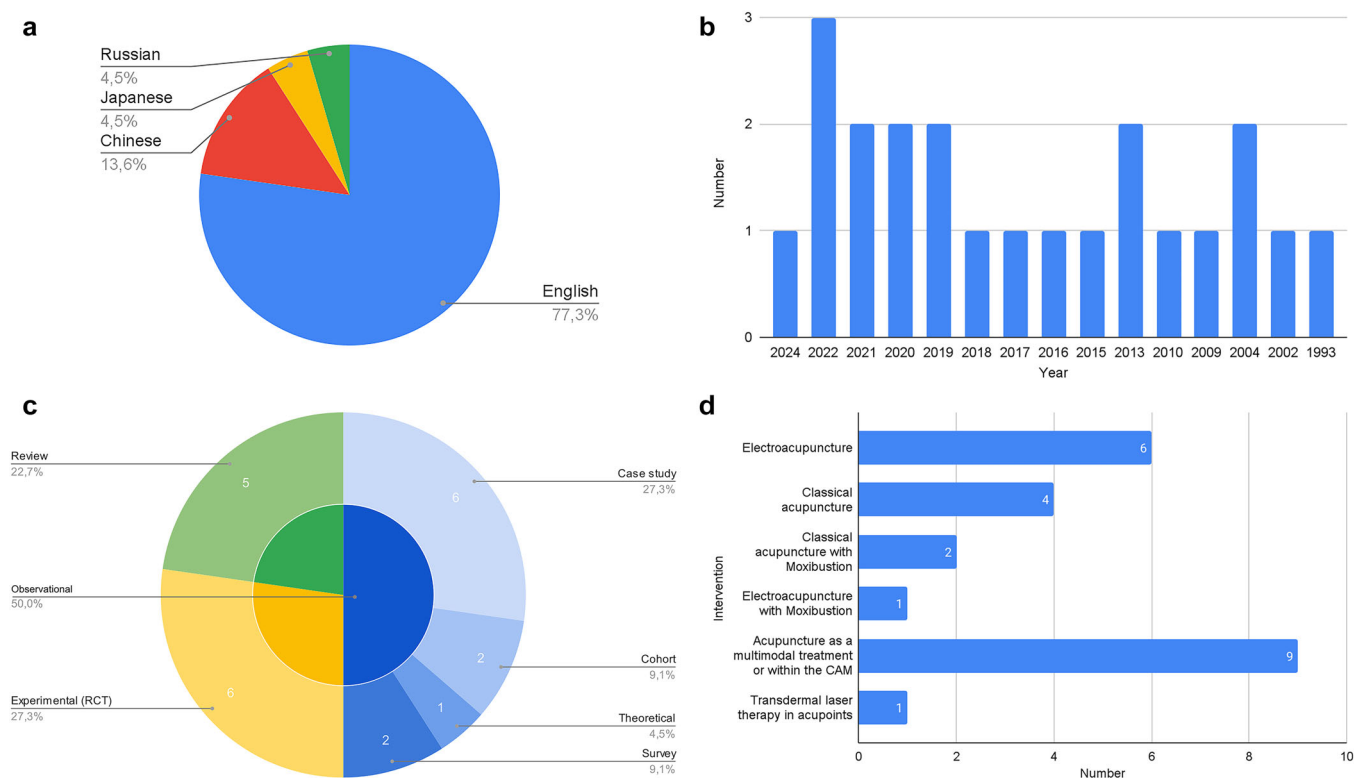 a
Russian
4,5%
Japanese
4,5%
Chinese
13,6%
English
77,3%
b
3
2
1
0
Number
2024 2022 2021 2020 2019 2018 2017 2016 2015 2013 2010 2009 2004 2002 1993
Year
c
Review
22,7%
Observational
50,0%
Experimental (RCT)
27,3%
5
6
6
2
1
2
Case study
27,3%
Cohort
9,1%
Theoretical
4,5%
Survey
9,1%
d
Intervention
Electroacupuncture
6
Classical
acupuncture
4
Classical
acupuncture with
Moxibustion
2
Electroacupuncture
with Moxibustion
1
Acupuncture as a
multimodal treatment
or within the CAM
9
Transdermal laser
therapy in acupoints
1
0 2 4 6 8 10
Number